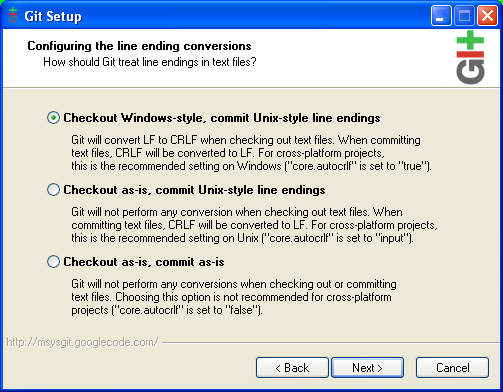 Git Setup
Configuring the line ending conversions
How should Git treat line endings in text files?
Git
Checkout Windows-style, commit Unix-style line endings
Git will convert LF to CRLF when checking out text files. When committing
text files, CRLF will be converted to LF. For cross-platform projects,
this is the recommended setting on Windows ("core.autocrlf" is set to "true").
Checkout as-is, commit Unix-style line endings
Git will not perform any conversion when checking out text files. When
committing text files, CRLF will be converted to LF. For cross-platform projects,
this is the recommended setting on Unix ("core.autocrlf" is set to "input").
Checkout as-is, commit as-is
Git will not perform any conversions when checking out or committing
text files. Choosing this option is not recommended for cross-platform
projects ("core.autocrlf" is set to "false").
http://msysgit.googlecode.com/
< Back
Next >
Cancel